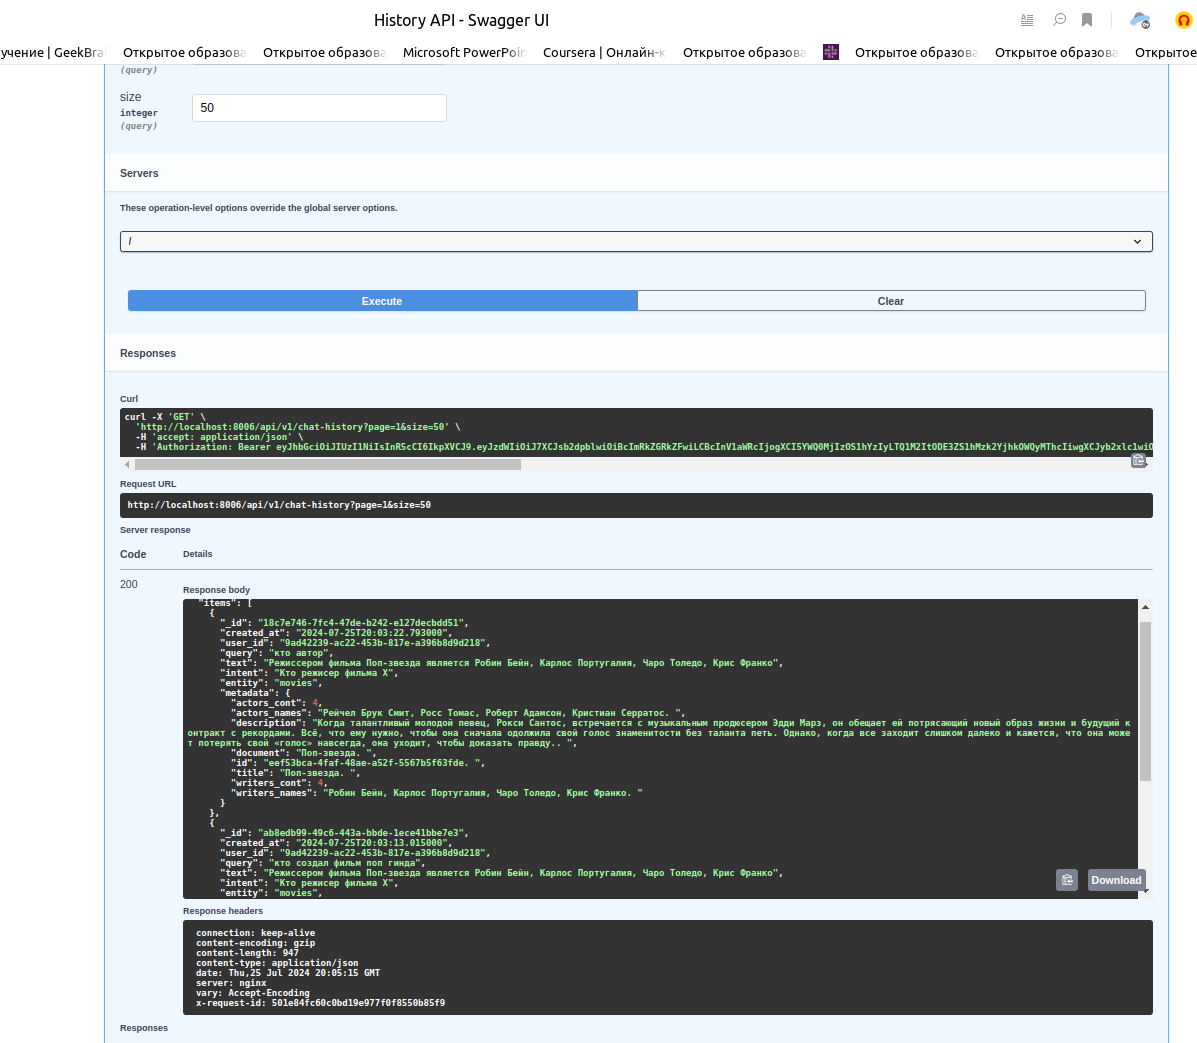 History API - Swagger UI
учение | GeekBra
Открытое образова
Открытое образова
Microsoft PowerPoin
Coursera | Онлайн-к
Открытое образова
Открытое образова
Открытое образова
Открытое
(query)
size
integer
(query)
50
Servers
These operation-level options override the global server options.
/
Execute
Clear
Responses
Curl
curl -X 'GET' \
'http://localhost:8006/api/v1/chat-history?page=1&size=50' \
-H 'accept: application/json' \
-H 'Authorization: Bearer
Request URL
http://localhost:8006/api/v1/chat-history?page=1&size=50
Server response
Code
Details
200
Response body
"items": [
{
"_id": "18c7e746-7fc4-47de-b242-e127decbdd51",
"created_at": "2024-07-25T20:03:22.793000",
"user_id": "9ad42239-ac22-453b-817e-a396b8d9d218",
"query": "кто автор",
"text": "Режиссером фильма Поп-звезда является Робин Бейн, Карлос Португалия, Чаро Толедо, Крис Франко",
"intent": "Кто режисер фильма X",
"entity": "movies",
"metadata": {
"actors_cont": 4,
"actors_names": "Рейчел Брук Смит, Росс Томас, Роберт Адамсон, Кристиан Серратос. ",
"description": "Когда талантливый молодой певец, Рокси Сантос, встречается с музыкальным продюсером Эдди Марз, он обещает ей потрясающий новый образ жизни и будущий к
онтракт с рекордами. Всё, что ему нужно, чтобы она сначала одолжила свой голос знаменитости без таланта петь. Однако, когда все заходит слишком далеко и кажется, что она може
т потерять свой «голос» навсегда, она уходит, чтобы доказать правду.. ",
"document": "Поп-звезда. ",
"id": "eef53bca-4faf-48ae-a52f-5567b5f63fde. ",
"title": "Поп-звезда. ",
"writers_cont": 4,
"writers_names": "Робин Бейн, Карлос Португалия, Чаро Толедо, Крис Франко. "
}
},
{
"_id": "ab8edb99-49c6-443a-bbde-1ece41bbe7e3",
"created_at": "2024-07-25T20:03:13.015000",
"user_id": "9ad42239-ac22-453b-817e-a396b8d9d218",
"query": "кто создал фильм поп гинда",
"text": "Режиссером фильма Поп-звезда является Робин Бейн, Карлос Португалия, Чаро Толедо, Крис Франко",
"intent": "Кто режисер фильма X",
"entity": "movies",
Download
Response headers
connection: keep-alive
content-encoding: gzip
content-length: 947
content-type: application/json
date: Thu,25 Jul 2024 20:05:15 GMT
server: nginx
vary: Accept-Encoding
x-request-id: 501e84fc60c0bd19e977f0f8550b85f9
Responses